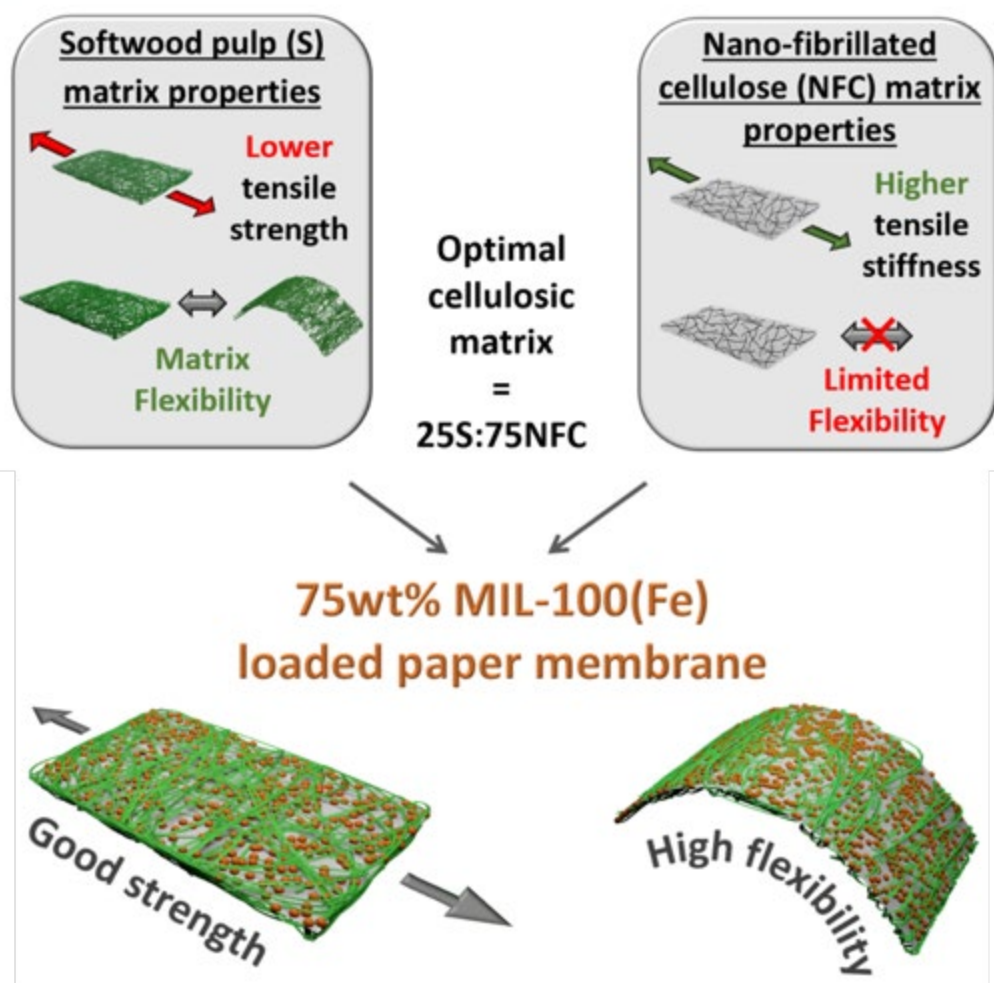 Softwood pulp (S)
matrix properties
Lower
tensile
strength
Matrix
Flexibility
Optimal
cellulosic
matrix
=
25S:75NFC
Nano-fibrillated
cellulose (NFC) matrix
properties
Higher
tensile
stiffness
Limited
Flexibility
75wt% MIL-100(Fe)
loaded paper membrane
Good strength
High flexibility